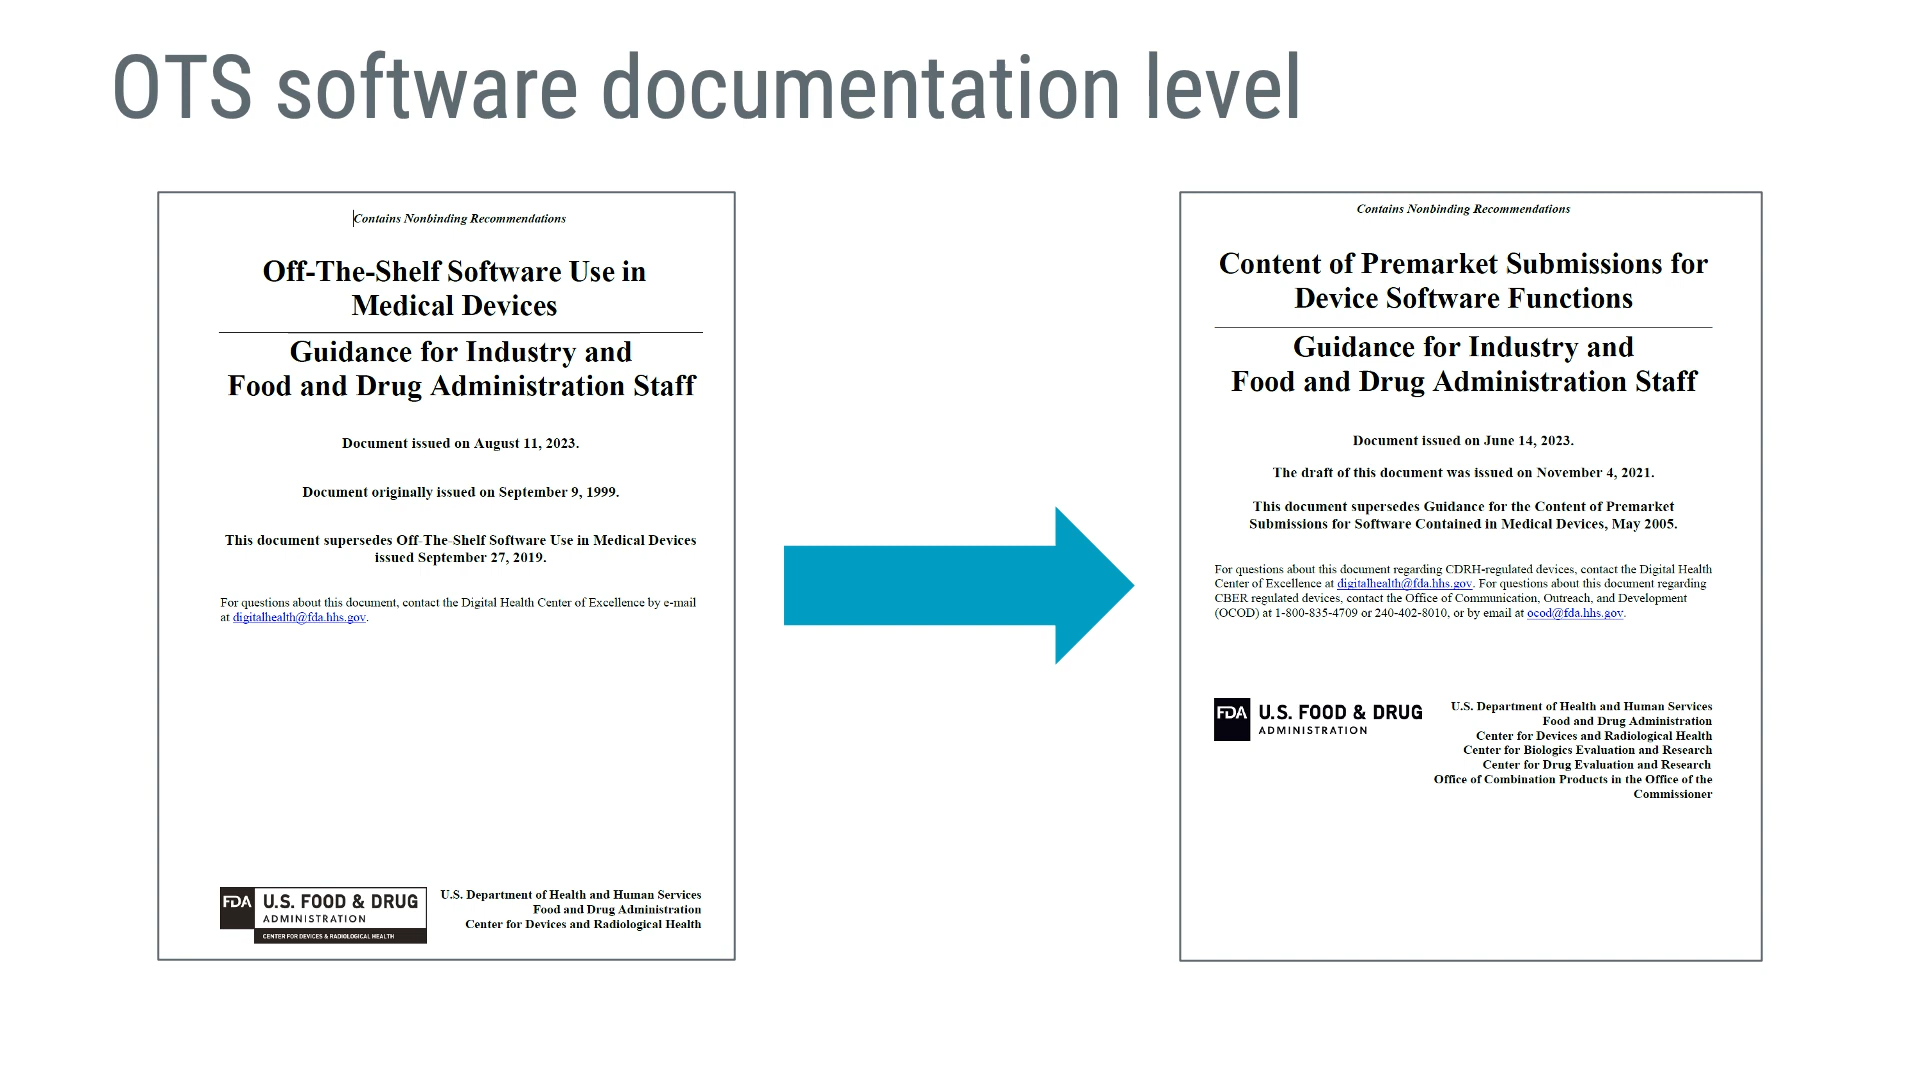 OTS software documentation level
Contains Nonbinding Recommendations
Off-The-Shelf Software Use in
Medical Devices
Guidance for Industry and
Food and Drug Administration Staff
Document issued on August 11, 2023.
Document originally issued on September 9, 1999.
This document supersedes Off-The-Shelf Software Use in Medical Devices
issued September 27, 2019.
For questions about this document, contact the Digital Health Center of Excellence by e-mail
at digitalhealth@fda.hhs.gov.
FDA U.S. FOOD & DRUG
ADMINISTRATION
CENTER FOR DEVICES & RADIOLOGICAL HEALTH
U.S. Department of Health and Human Services
Food and Drug Administration
Center for Devices and Radiological Health
Contains Nonbinding Recommendations
Content of Premarket Submissions for
Device Software Functions
Guidance for Industry and
Food and Drug Administration Staff
Document issued on June 14, 2023.
The draft of this document was issued on November 4, 2021.
This document supersedes Guidance for the Content of Premarket
Submissions for Software Contained in Medical Devices, May 2005.
For questions about this document regarding CDRH-regulated devices, contact the Digital Health
Center of Excellence at digitalhealth@fda.hhs.gov. For questions about this document regarding
CBER regulated devices, contact the Office of Communication, Outreach, and Development
(OCOD) at 1-800-835-4709 or 240-402-8010, or by email at ocod@fda.hhs.gov.
FDA U.S. FOOD & DRUG
ADMINISTRATION
U.S. Department of Health and Human Services
Food and Drug Administration
Center for Devices and Radiological Health
Center for Biologics Evaluation and Research
Center for Drug Evaluation and Research
Office of Combination Products in the Office of the
Commissioner